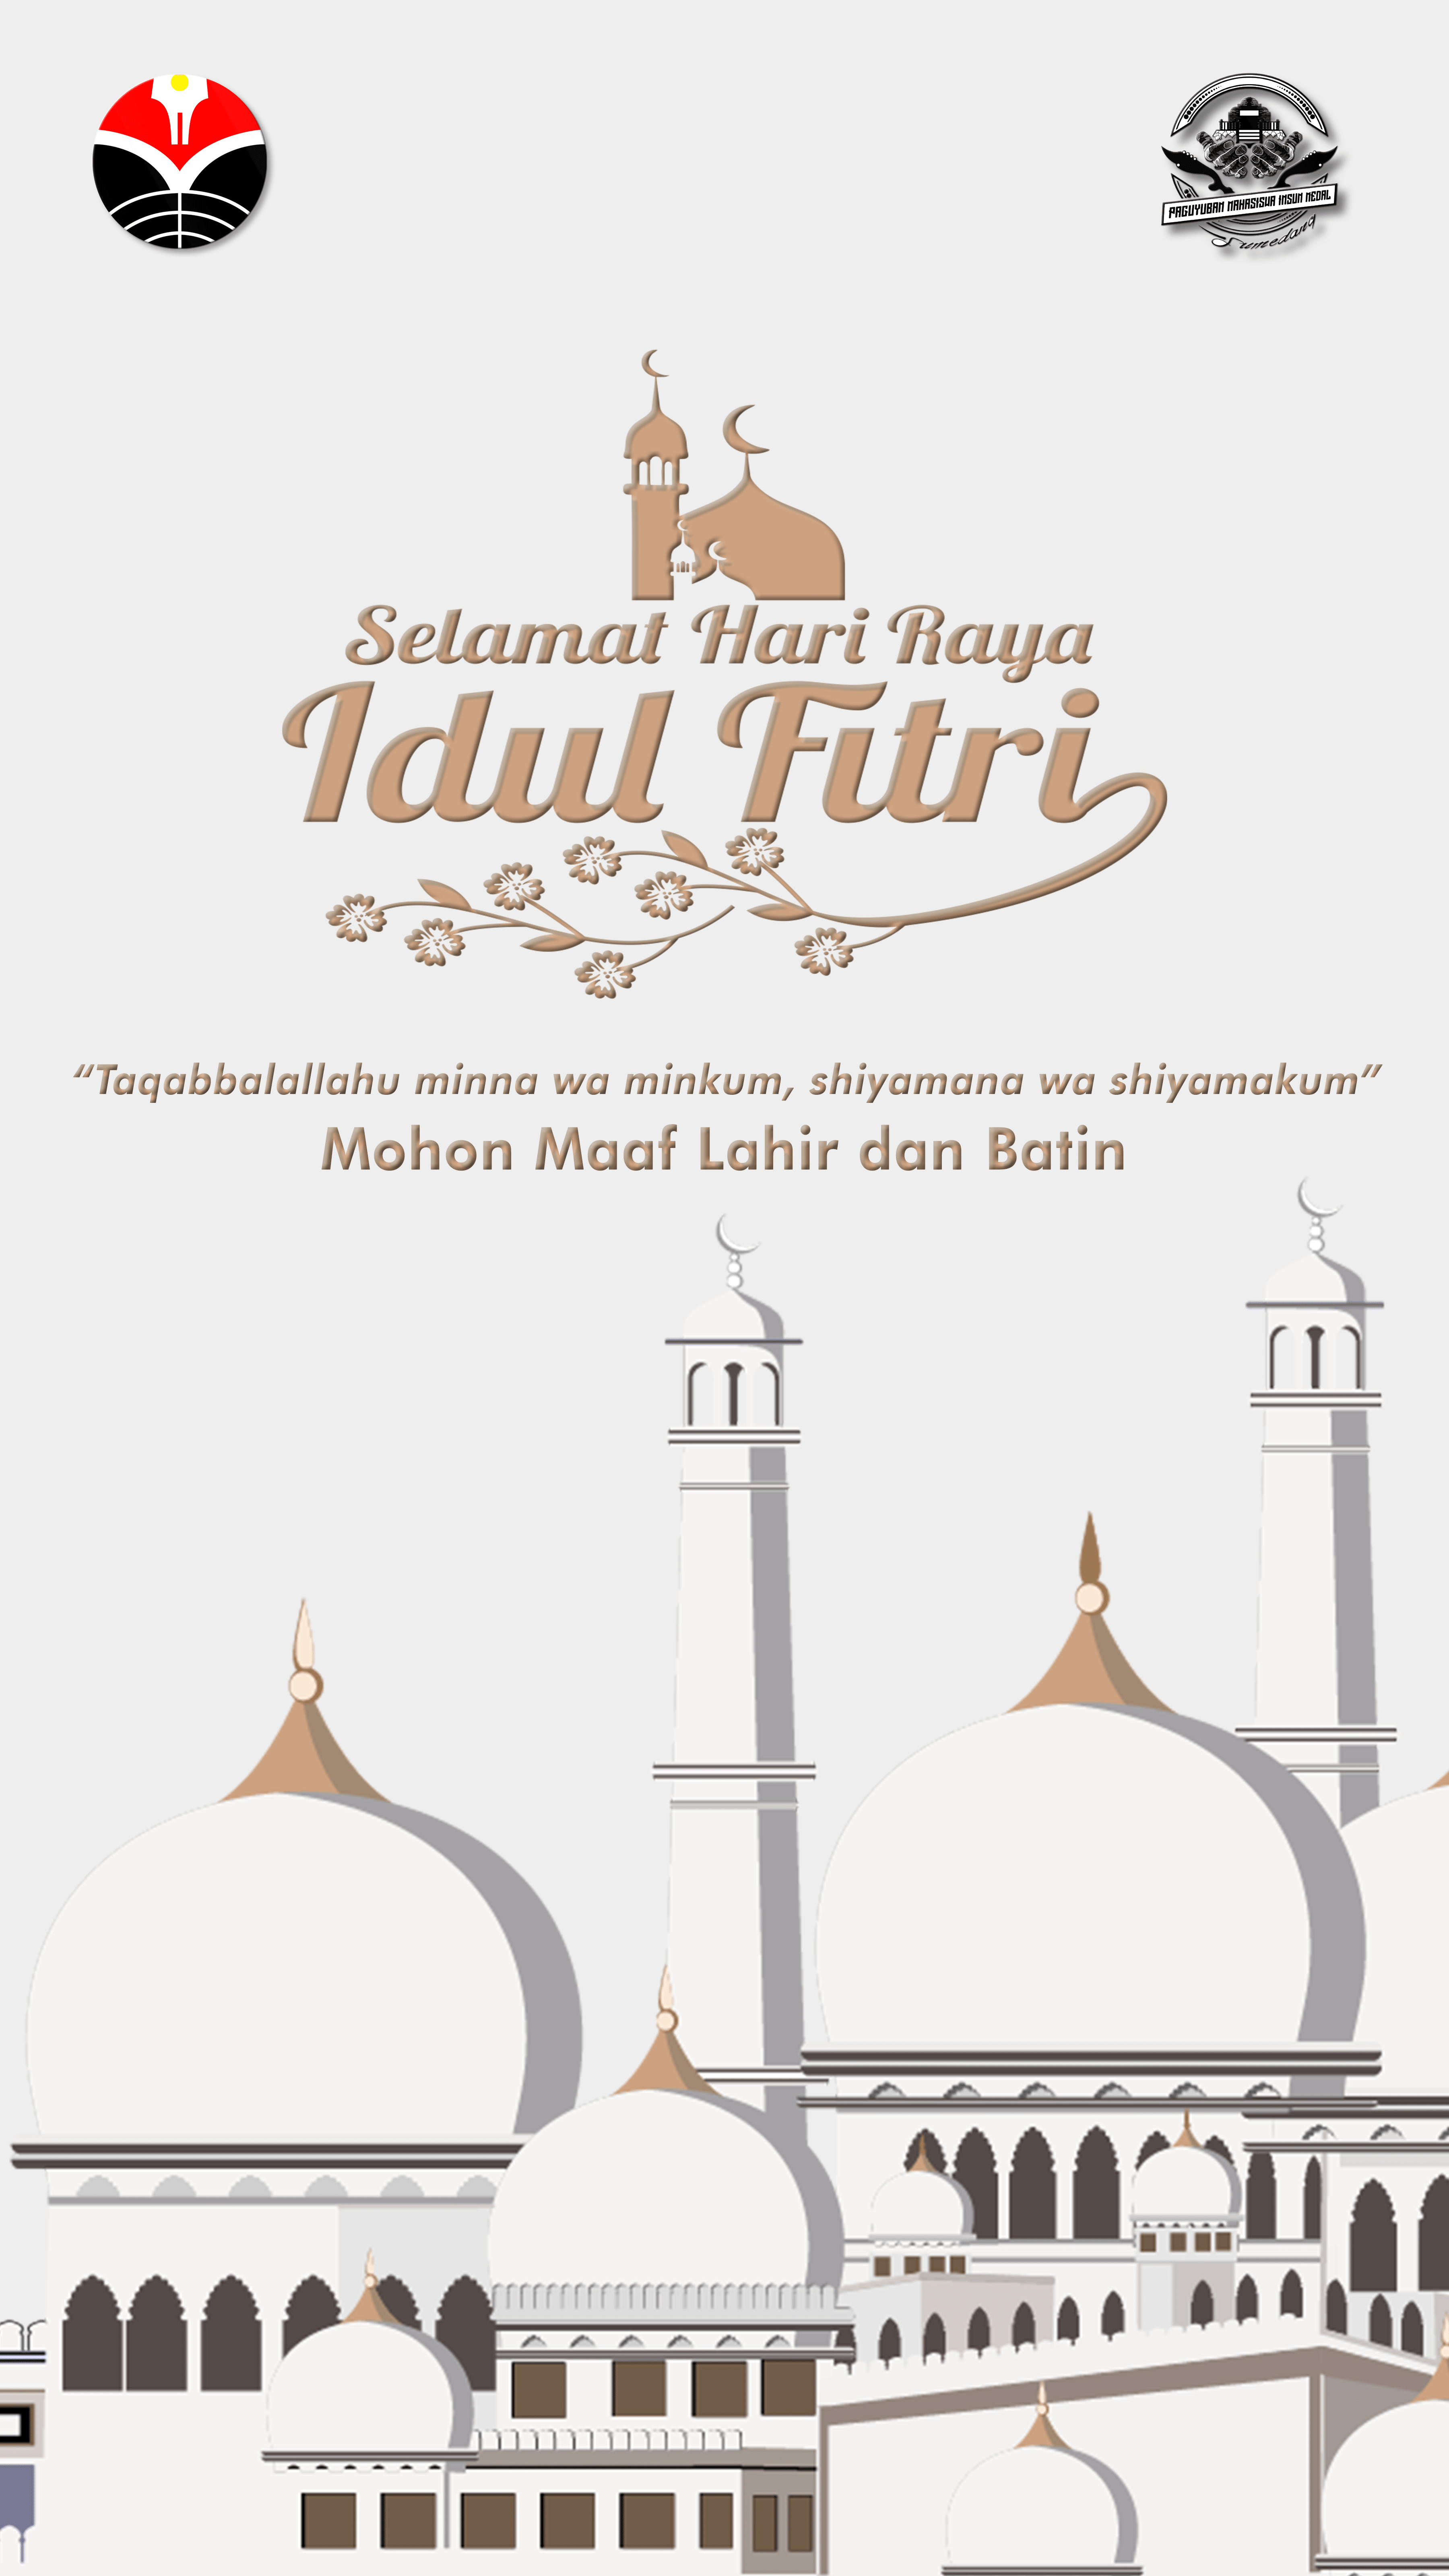 PAGUYUBAN MAHASISWA INSUN MEDAL
Sumedang
Selamat Hari Raya
Idul Fitri
“Taqabbalallahu minna wa minkum, shiyamana wa shiyamakum”
Mohon Maaf Lahir dan Batin